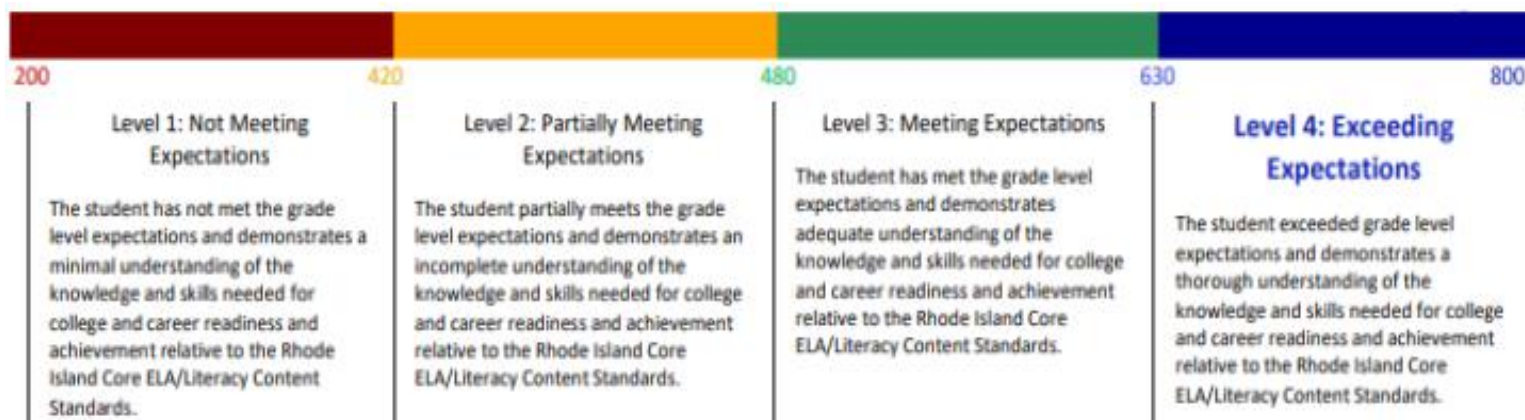 200
420
480
630
800
Level 1: Not Meeting
Expectations
The student has not met the grade
level expectations and demonstrates a
minimal understanding of the
knowledge and skills needed for
college and career readiness and
achievement relative to the Rhode
Island Core ELA/Literacy Content
Standards.
Level 2: Partially Meeting
Expectations
The student partially meets the grade
level expectations and demonstrates an
incomplete understanding of the
knowledge and skills needed for college
and career readiness and achievement
relative to the Rhode Island Core
ELA/Literacy Content Standards.
Level 3: Meeting Expectations
The student has met the grade level
expectations and demonstrates
adequate understanding of the
knowledge and skills needed for college
and career readiness and achievement
relative to the Rhode Island Core
ELA/Literacy Content Standards.
Level 4: Exceeding
Expectations
The student exceeded grade level
expectations and demonstrates a
thorough understanding of the
knowledge and skills needed for college
and career readiness and achievement
relative to the Rhode Island Core
ELA/Literacy Content Standards.